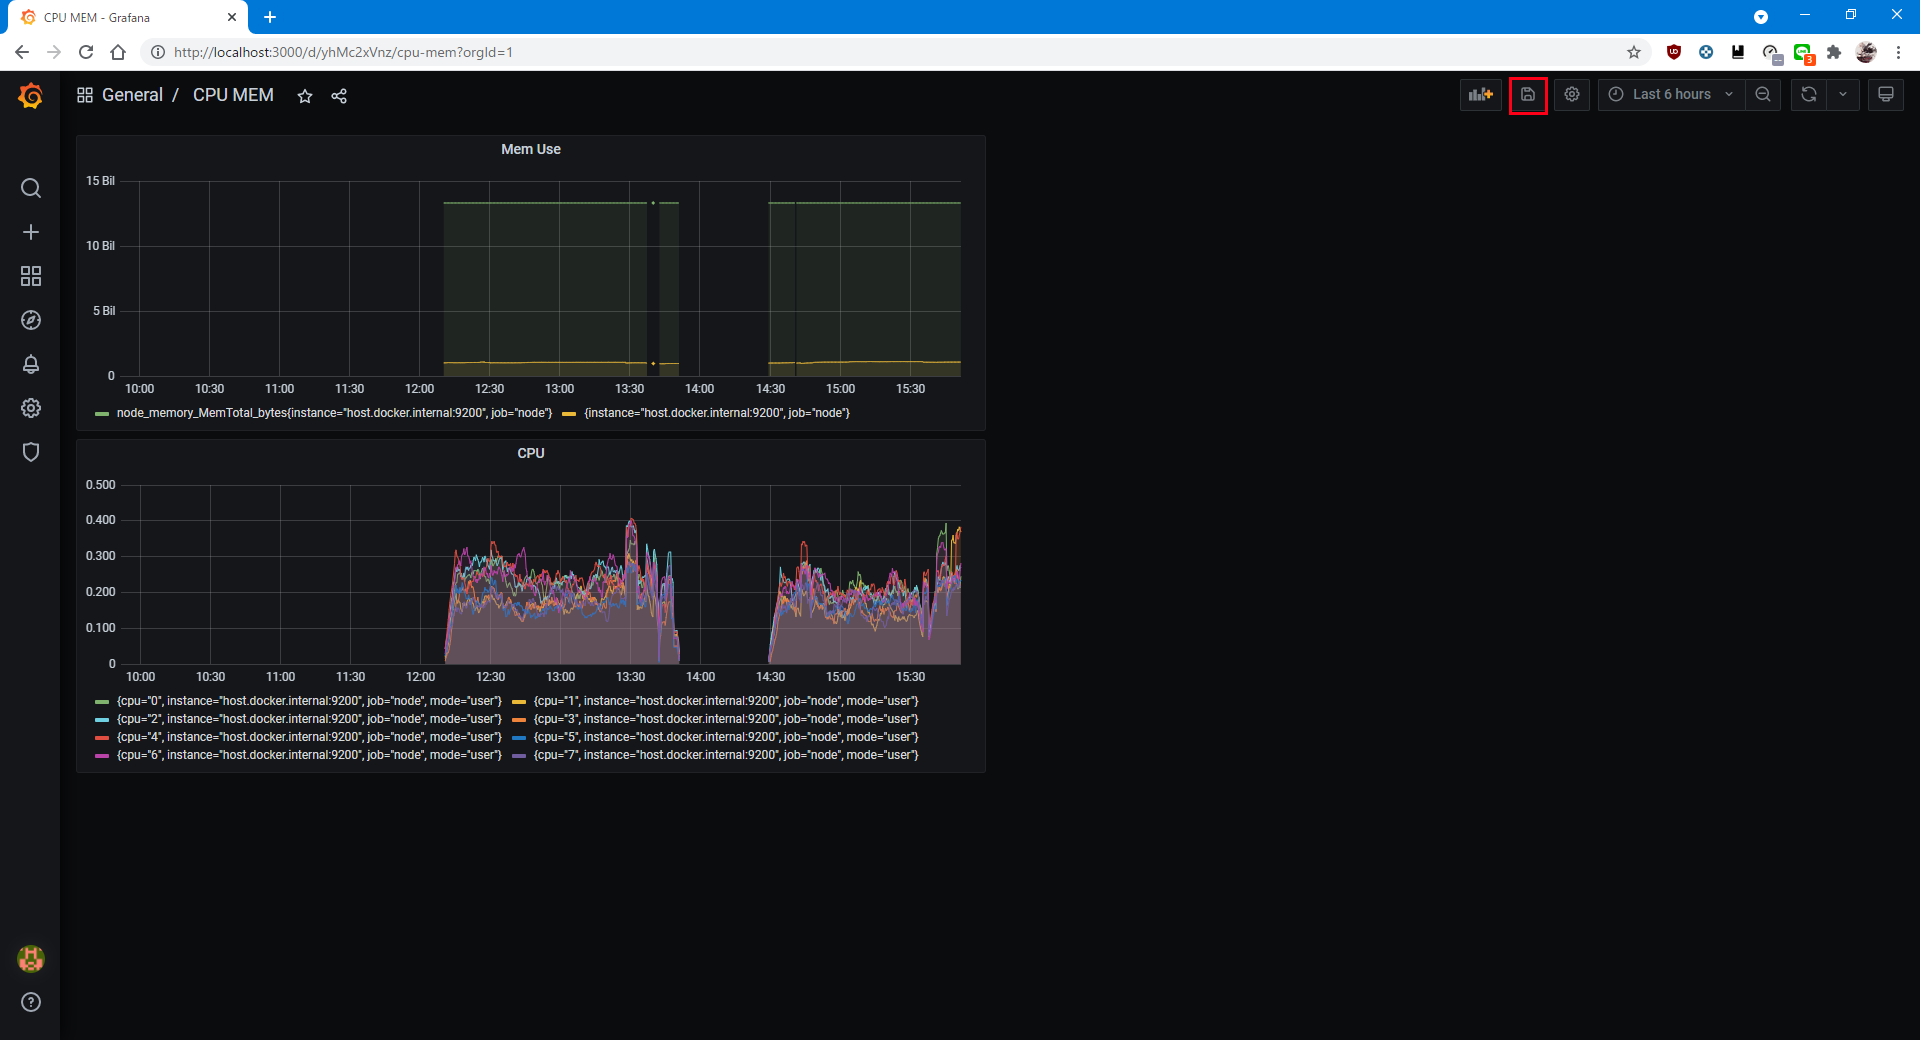 CPU MEM - Grafana
http://localhost:3000/d/yhMc2xVnz/cpu-mem?orgId=1
3
General / CPU MEM
Last 6 hours
Mem Use
15 Bil
10 Bil
5 Bil
0
10:00 10:30 11:00 11:30 12:00 12:30 13:00 13:30 14:00 14:30 15:00 15:30
node_memory_MemTotal_bytes{instance="host.docker.internal:9200", job="node"} {instance="host.docker.internal:9200", job="node"}
CPU
0.500
0.400
0.300
0.200
0.100
0
10:00 10:30 11:00 11:30 12:00 12:30 13:00 13:30 14:00 14:30 15:00 15:30
{cpu="0", instance="host.docker.internal:9200", job="node", mode="user"} {cpu="1", instance="host.docker.internal:9200", job="node", mode="user"}
{cpu="2", instance="host.docker.internal:9200", job="node", mode="user"} {cpu="3", instance="host.docker.internal:9200", job="node", mode="user"}
{cpu="4", instance="host.docker.internal:9200", job="node", mode="user"} {cpu="5", instance="host.docker.internal:9200", job="node", mode="user"}
{cpu="6", instance="host.docker.internal:9200", job="node", mode="user"} {cpu="7", instance="host.docker.internal:9200", job="node", mode="user"}